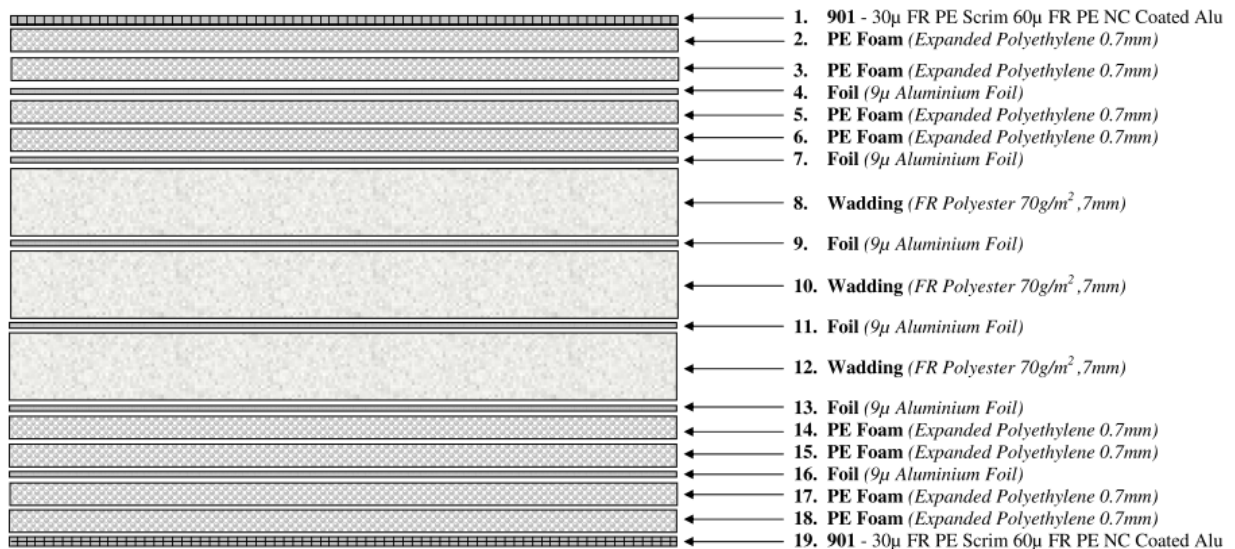 1. 901 - 30μ FR PE Scrim 60μ FR PE NC Coated Alu
2. PE Foam (Expanded Polyethylene 0.7mm)
3. PE Foam (Expanded Polyethylene 0.7mm)
4. Foil (9μ Aluminium Foil)
5. PE Foam (Expanded Polyethylene 0.7mm)
6. PE Foam (Expanded Polyethylene 0.7mm)
7. Foil (9μ Aluminium Foil)
8. Wadding (FR Polyester 70g/m² ,7mm)
9. Foil (9μ Aluminium Foil)
10. Wadding (FR Polyester 70g/m² ,7mm)
11. Foil (9μ Aluminium Foil)
12. Wadding (FR Polyester 70g/m² ,7mm)
13. Foil (9μ Aluminium Foil)
14. PE Foam (Expanded Polyethylene 0.7mm)
15. PE Foam (Expanded Polyethylene 0.7mm)
16. Foil (9μ Aluminium Foil)
17. PE Foam (Expanded Polyethylene 0.7mm)
18. PE Foam (Expanded Polyethylene 0.7mm)
19. 901 - 30μ FR PE Scrim 60μ FR PE NC Coated Alu